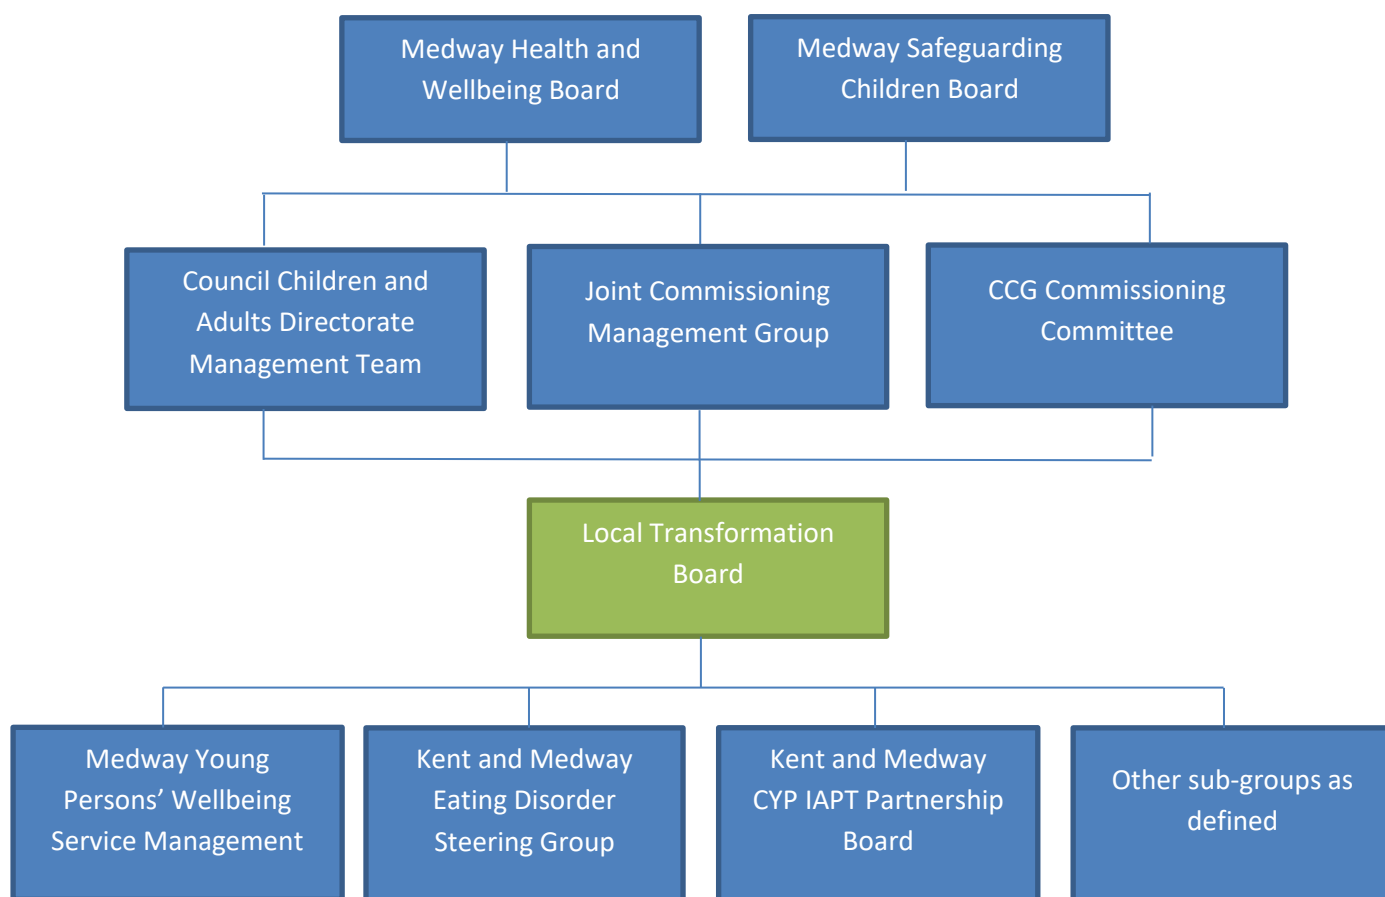 Medway Health and
Wellbeing Board
Medway Safeguarding
Children Board
Council Children and
Adults Directorate
Management Team
Joint Commissioning
Management Group
CCG Commissioning
Committee
Local Transformation
Board
Medway Young
Persons’ Wellbeing
Service Management
Kent and Medway
Eating Disorder
Steering Group
Kent and Medway
CYP IAPT Partnership
Board
Other sub-groups as
defined